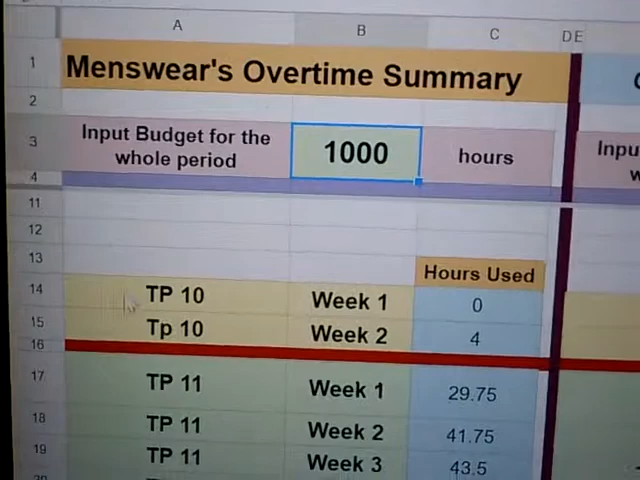 A B C D E
1 Menswear's Overtime Summary
2
3 Input Budget for the whole period 1000 hours
4
11
12
13 Hours Used
14 TP 10 Week 1 0
15 Tp 10 Week 2 4
16
17 TP 11 Week 1 29.75
18 TP 11 Week 2 41.75
19 TP 11 Week 3 43.5